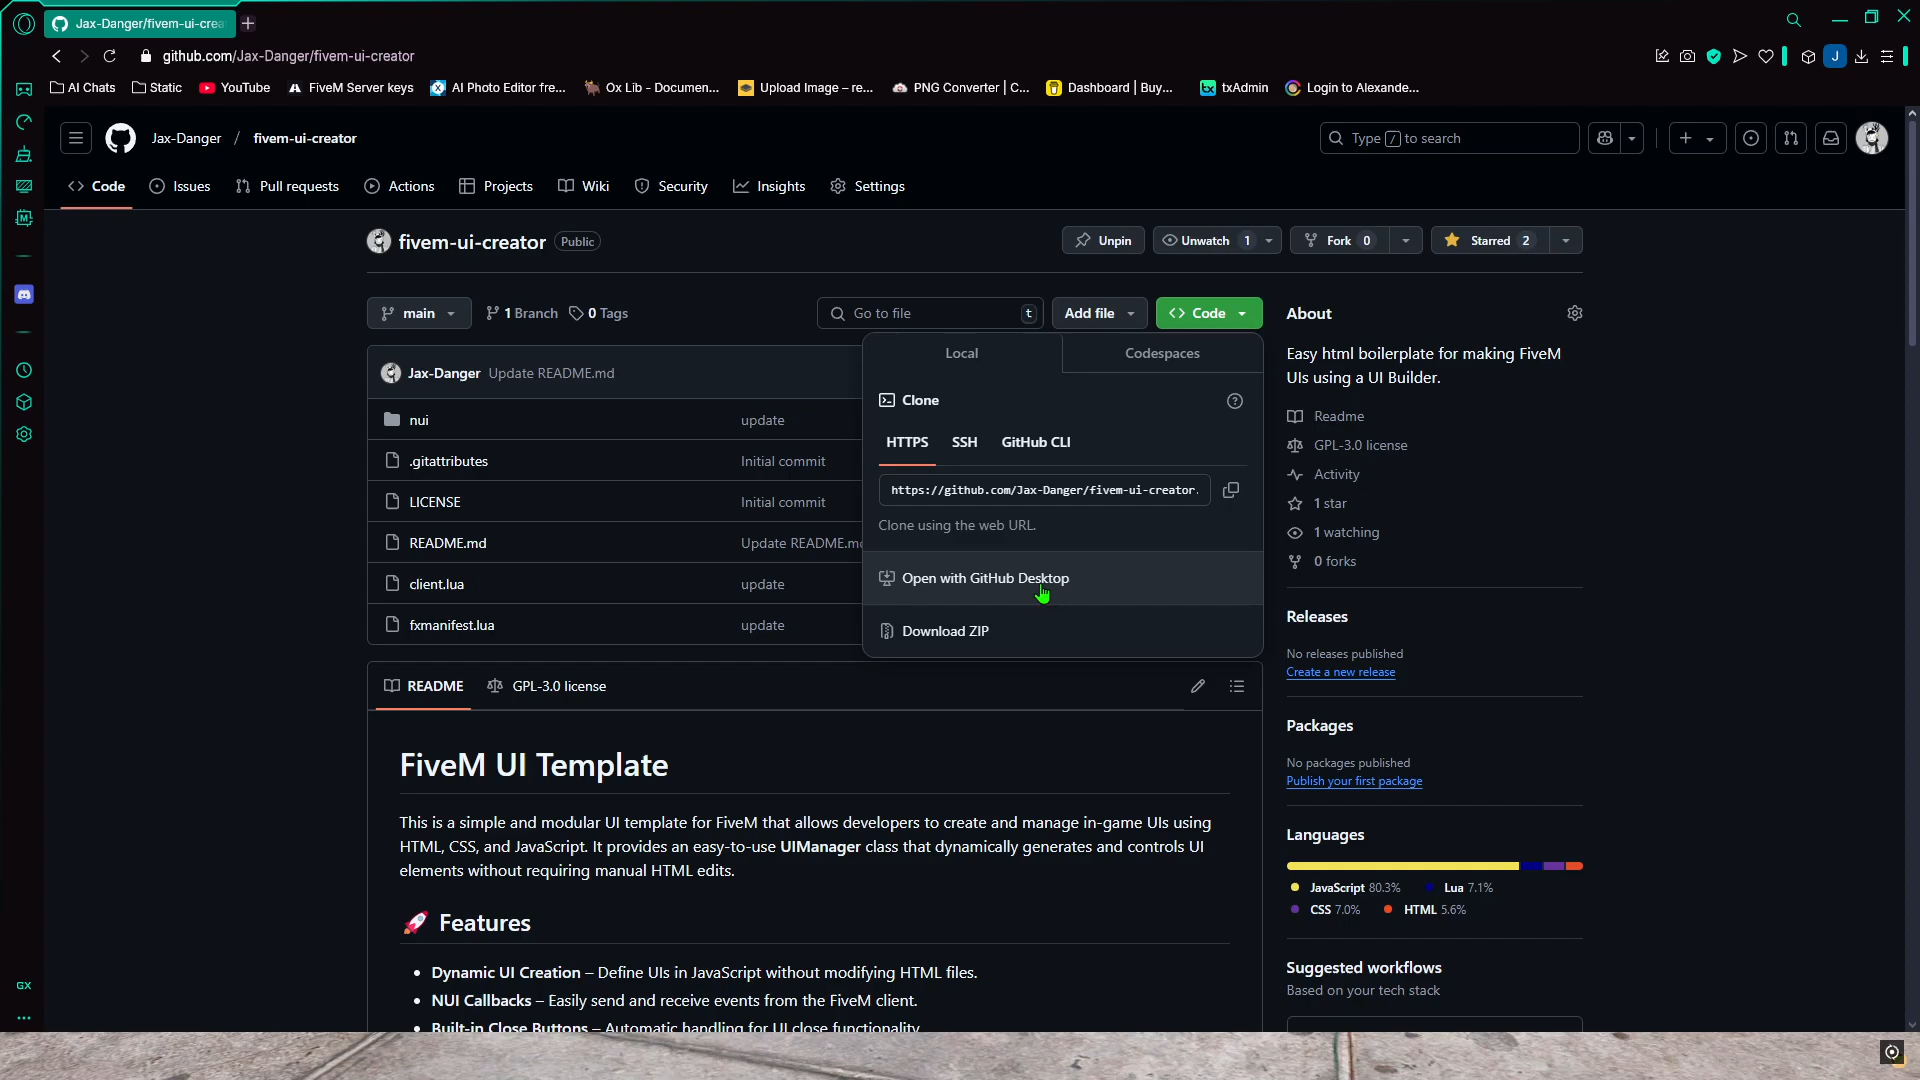 Jax-Danger/fivem-ui-crea
github.com/Jax-Danger/fivem-ui-creator
J
AI Chats
Static
YouTube
FiveM Server keys
AI Photo Editor fre...
Ox Lib - Documen...
Upload Image – re...
PNG Converter | C...
Dashboard | Buy...
txAdmin
Login to Alexande...
Jax-Danger / fivem-ui-creator
Type / to search
Code
Issues
Pull requests
Actions
Projects
Wiki
Security
Insights
Settings
fivem-ui-creator
Public
Unpin
Unwatch 1
Fork 0
Starred 2
main
1 Branch
0 Tags
Go to file
t
Add file
Code
Jax-Danger Update README.md
nui update
.gitattributes Initial commit
LICENSE Initial commit
README.md Update README.md
client.lua update
fxmanifest.lua update
Local
Codespaces
Clone
HTTPS
SSH
GitHub CLI
https://github.com/Jax-Danger/fivem-ui-creator.
Clone using the web URL.
Open with GitHub Desktop
Download ZIP
README
GPL-3.0 license
FiveM UI Template
This is a simple and modular UI template for FiveM that allows developers to create and manage in-game UIs using
HTML, CSS, and JavaScript. It provides an easy-to-use UIManager class that dynamically generates and controls UI
elements without requiring manual HTML edits.
🚀 Features
• Dynamic UI Creation – Define UIs in JavaScript without modifying HTML files.
• NUI Callbacks – Easily send and receive events from the FiveM client.
• Built-in Close Buttons – Automatic handling for UI close functionality.
About
Easy html boilerplate for making FiveM
UIs using a UI Builder.
Readme
GPL-3.0 license
Activity
1 star
1 watching
0 forks
Releases
No releases published
Create a new release
Packages
No packages published
Publish your first package
Languages
JavaScript 80.3%
Lua 7.1%
CSS 7.0%
HTML 5.6%
Suggested workflows
Based on your tech stack
GX